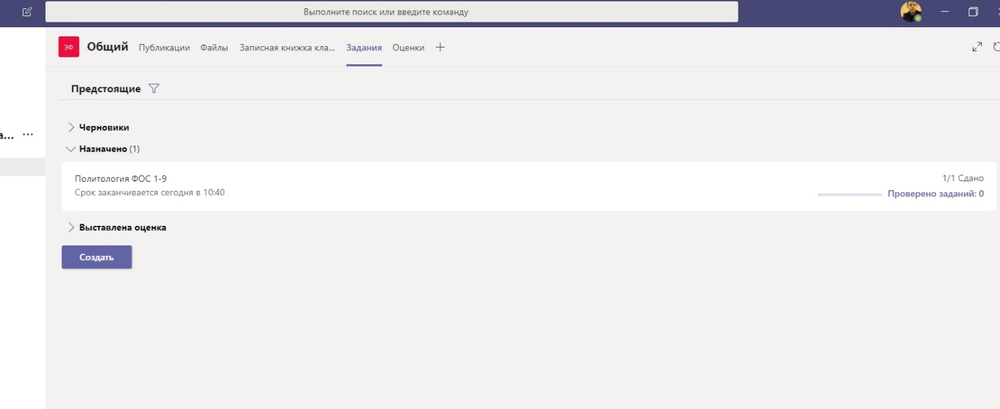 Выполните поиск или введите команду
ЭФ Общий Публикации Файлы Записная книжка кла... Задания Оценки
Предстоящие
Черновики
а... ...
Назначено (1)
Политология ФОС 1-9
1/1 Сдано
Срок заканчивается сегодня в 10:40
Проверено заданий: 0
Выставлена оценка
Создать